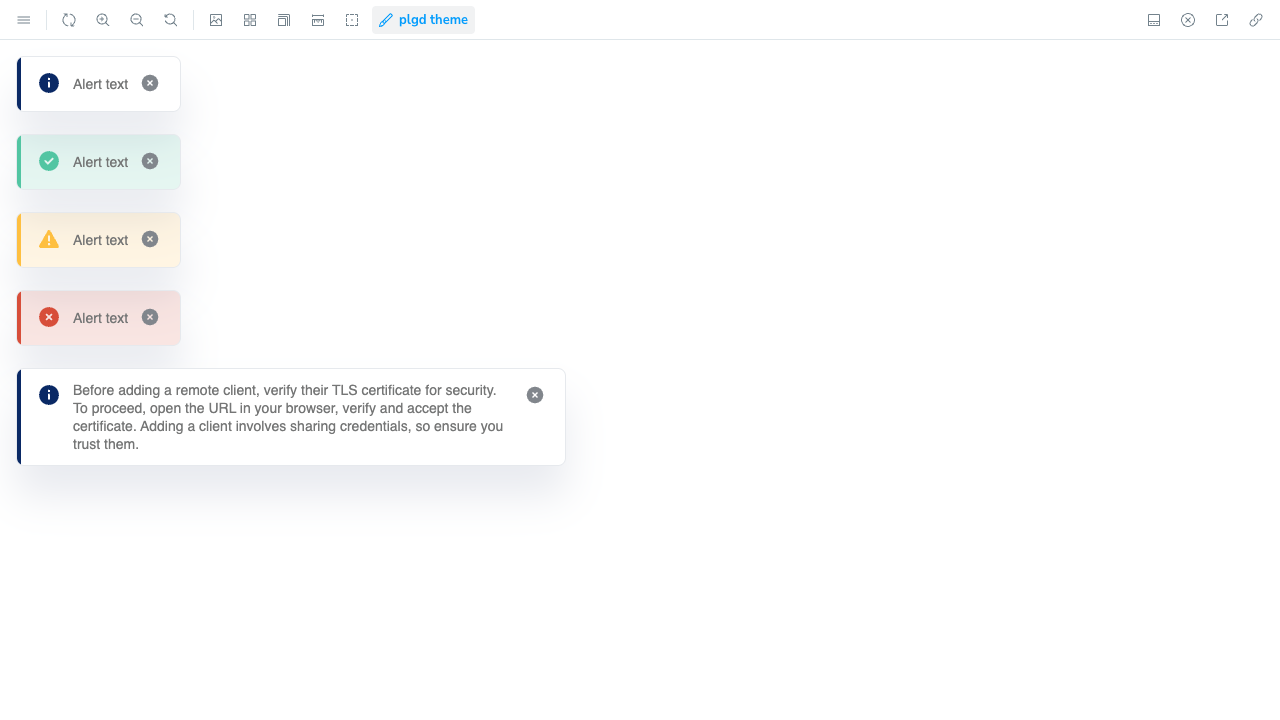 plgd theme
Alert text
Alert text
Alert text
Alert text
Before adding a remote client, verify their TLS certificate for security.
To proceed, open the URL in your browser, verify and accept the
certificate. Adding a client involves sharing credentials, so ensure you
trust them.